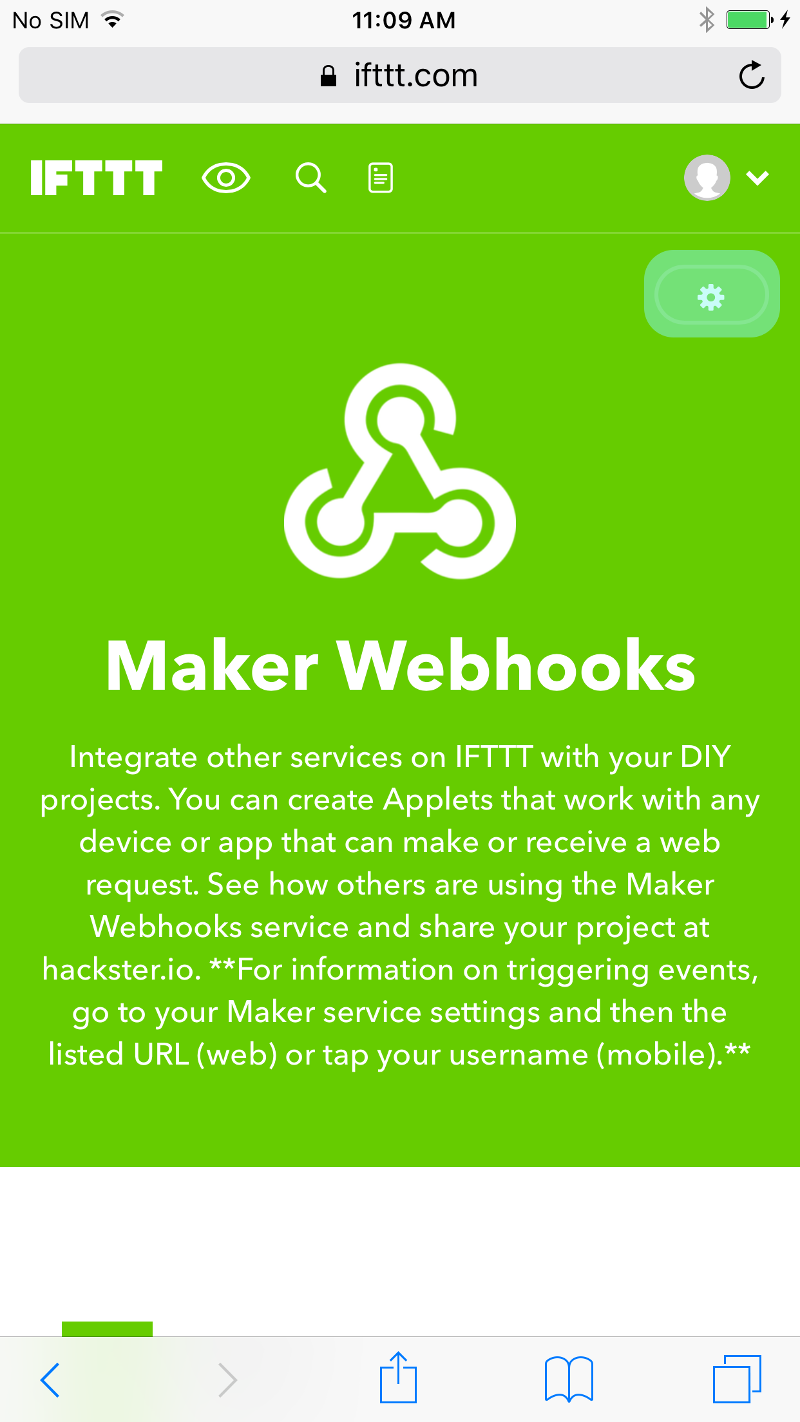 No SIM 11:09 AM
ifttt.com
IFTTT
Maker Webhooks
Integrate other services on IFTTT with your DIY
projects. You can create Applets that work with any
device or app that can make or receive a web
request. See how others are using the Maker
Webhooks service and share your project at
hackster.io. **For information on triggering events,
go to your Maker service settings and then the
listed URL (web) or tap your username (mobile).**